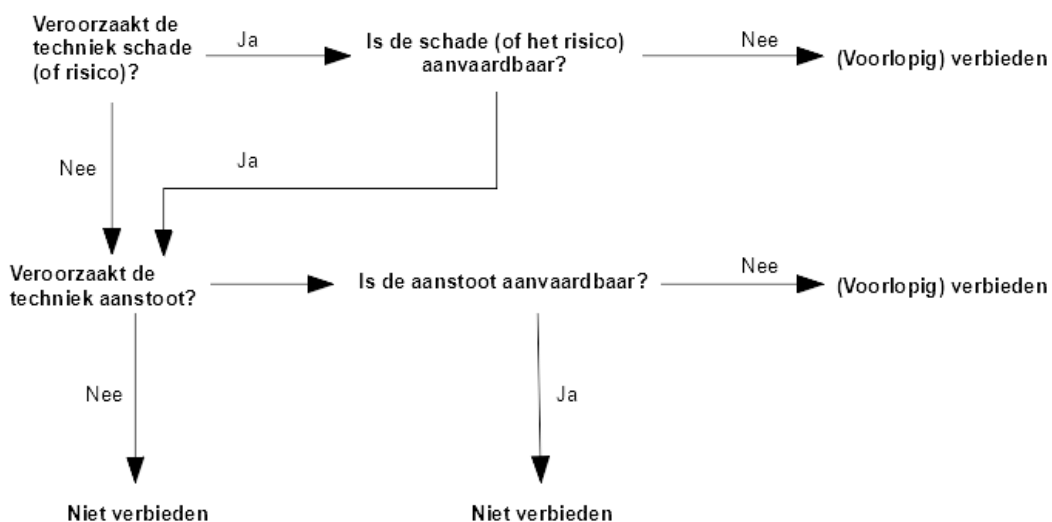 Veroorzaakt de
techniek schade
(of risico)?
Ja
Is de schade (of het risico)
aanvaardbaar?
Nee
(Voorlopig) verbieden
Nee
Ja
Veroorzaakt de
techniek aanstoot?
Is de aanstoot aanvaardbaar?
Nee
(Voorlopig) verbieden
Nee
Ja
Niet verbieden
Niet verbieden